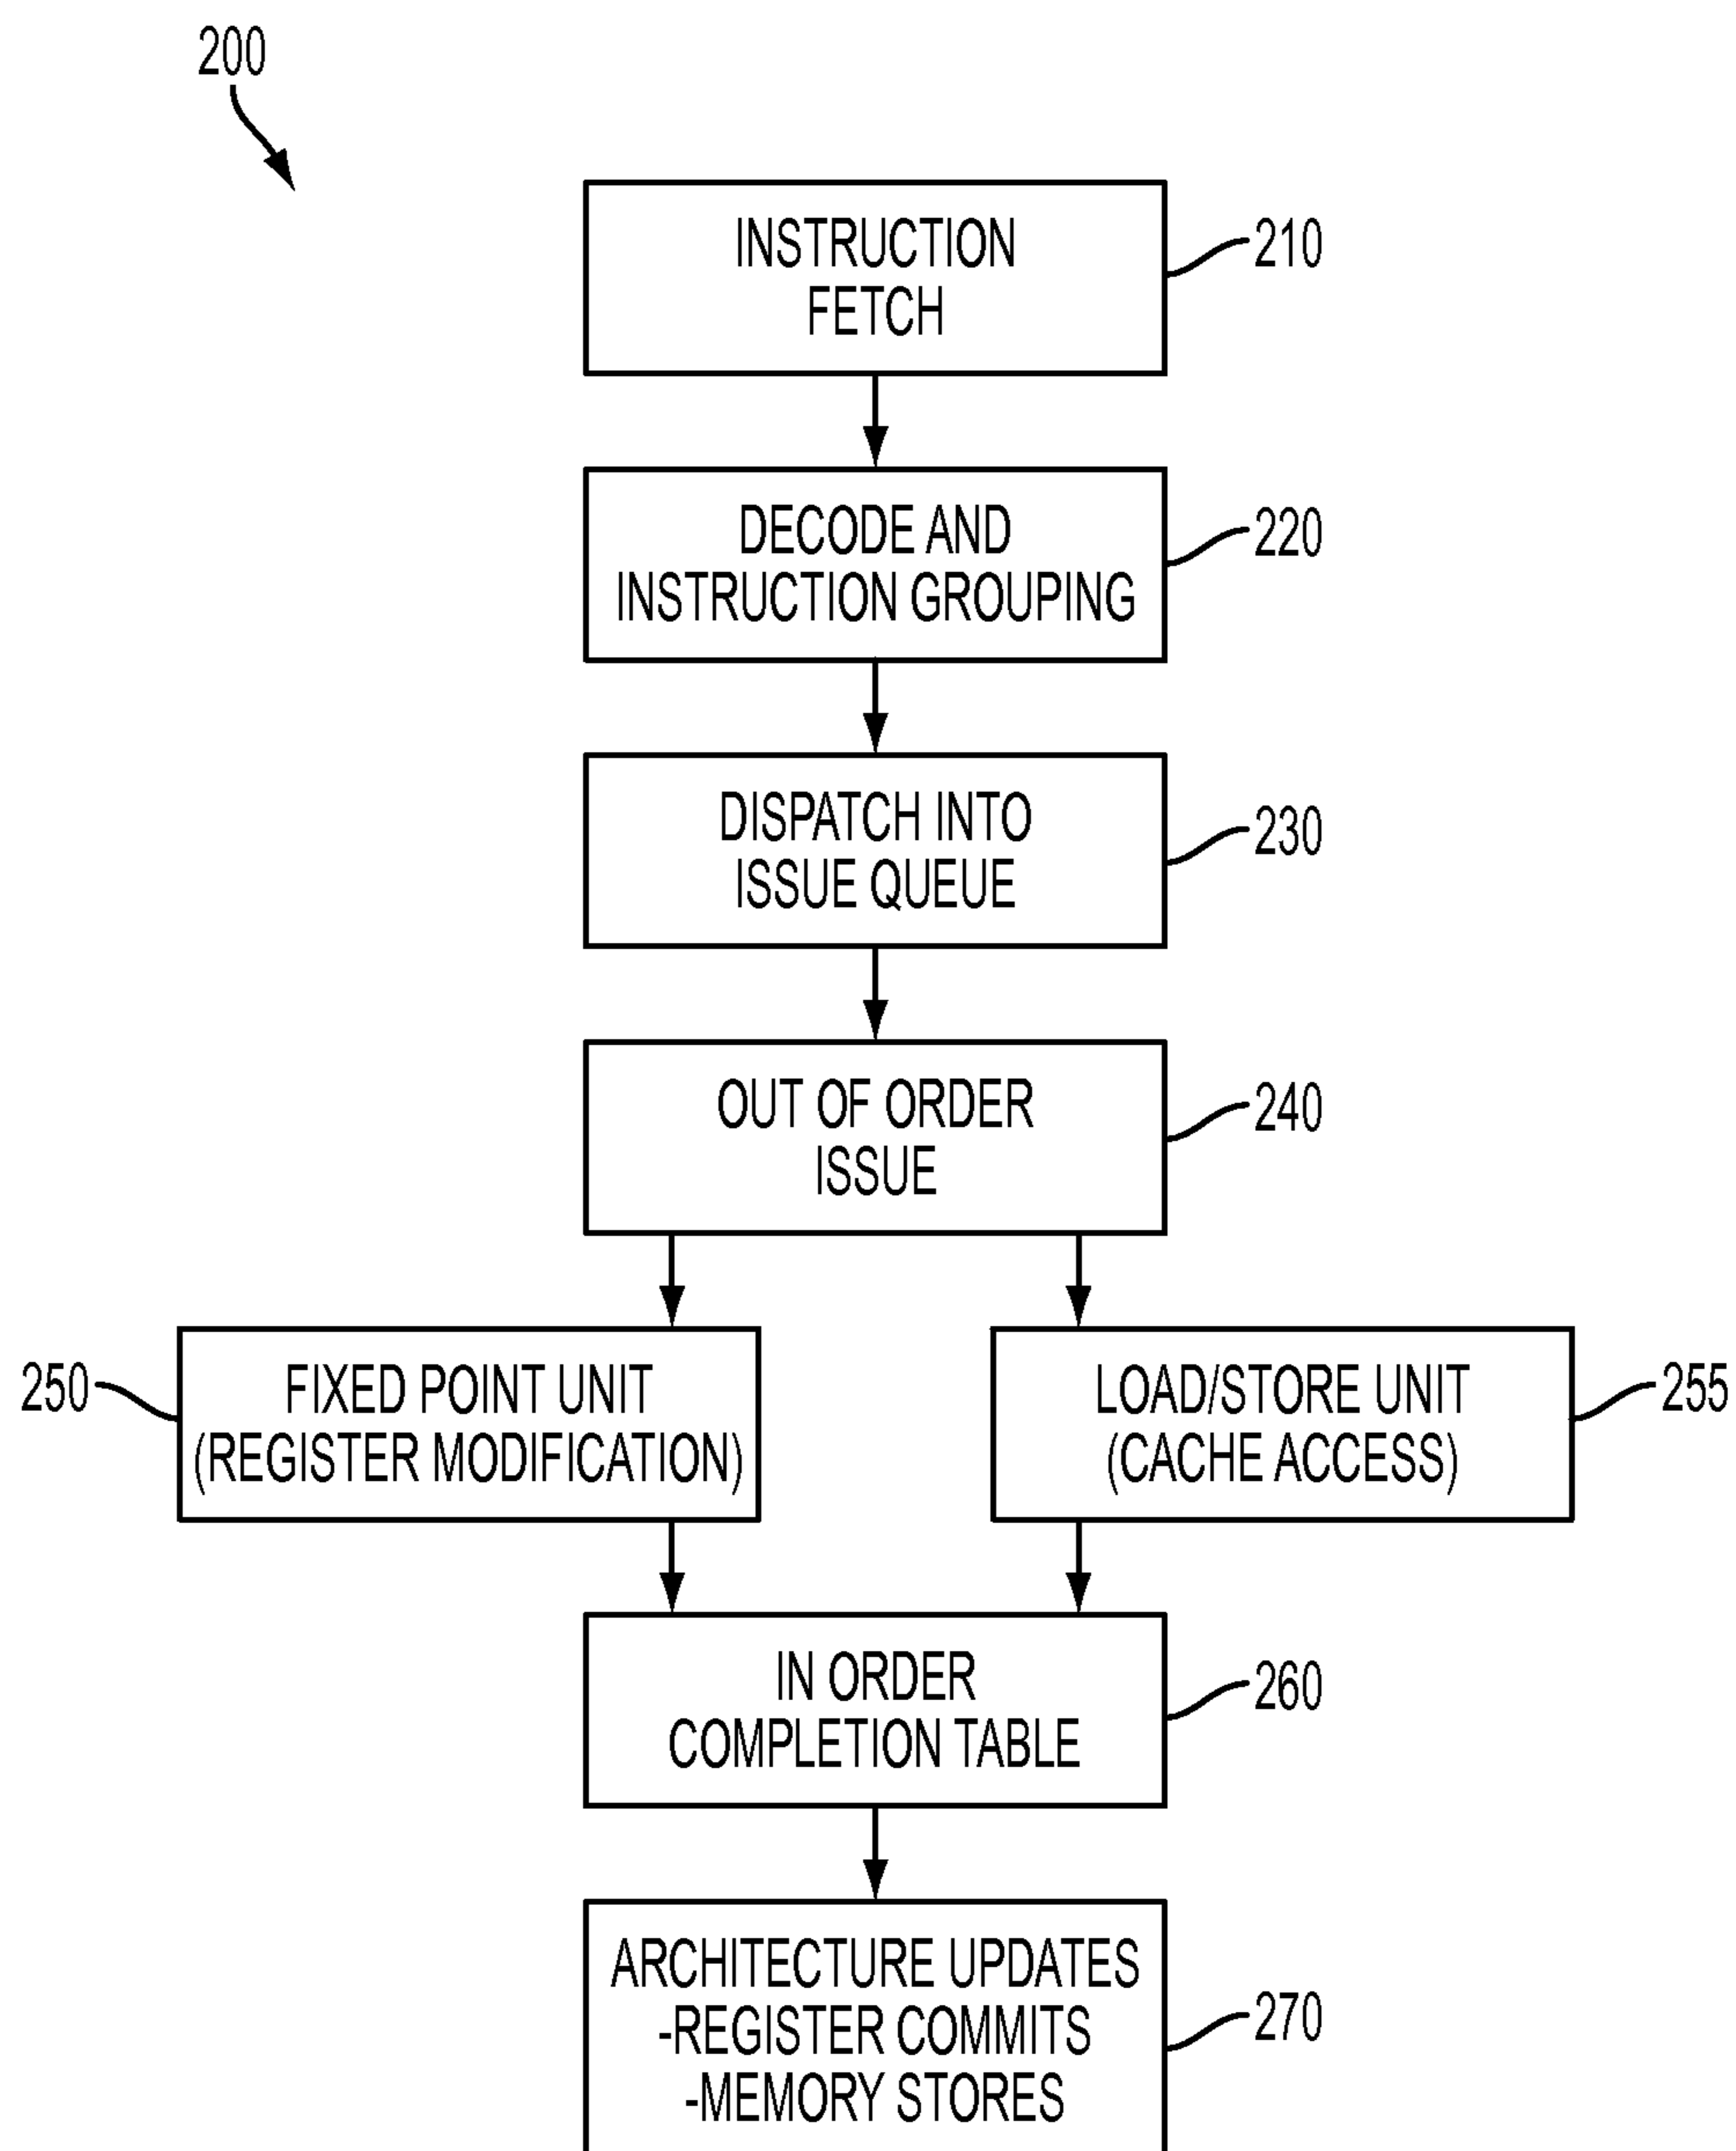 200
INSTRUCTION
FETCH
210
DECODE AND
INSTRUCTION GROUPING
220
DISPATCH INTO
ISSUE QUEUE
230
OUT OF ORDER
ISSUE
240
250
FIXED POINT UNIT
(REGISTER MODIFICATION)
LOAD/STORE UNIT
(CACHE ACCESS)
255
IN ORDER
COMPLETION TABLE
260
ARCHITECTURE UPDATES
-REGISTER COMMITS
-MEMORY STORES
270